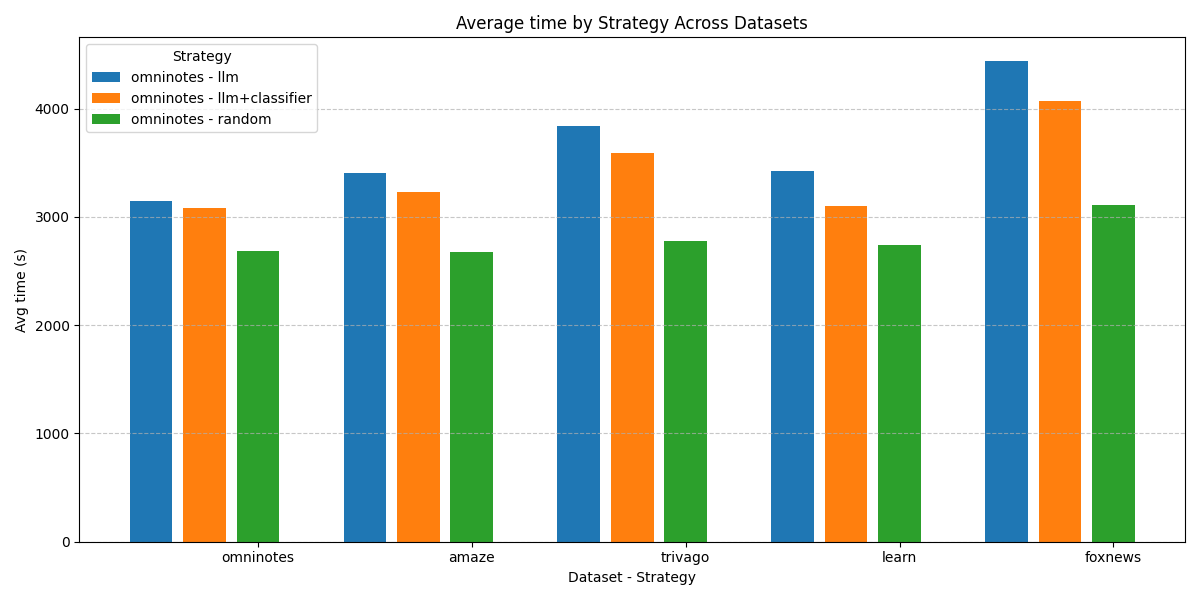 Average time by Strategy Across Datasets
Strategy
omninotes - llm
omninotes - llm+classifier
omninotes - random
Avg time (s)
4000
3000
2000
1000
0
omninotes
amaze
trivago
learn
foxnews
Dataset - Strategy